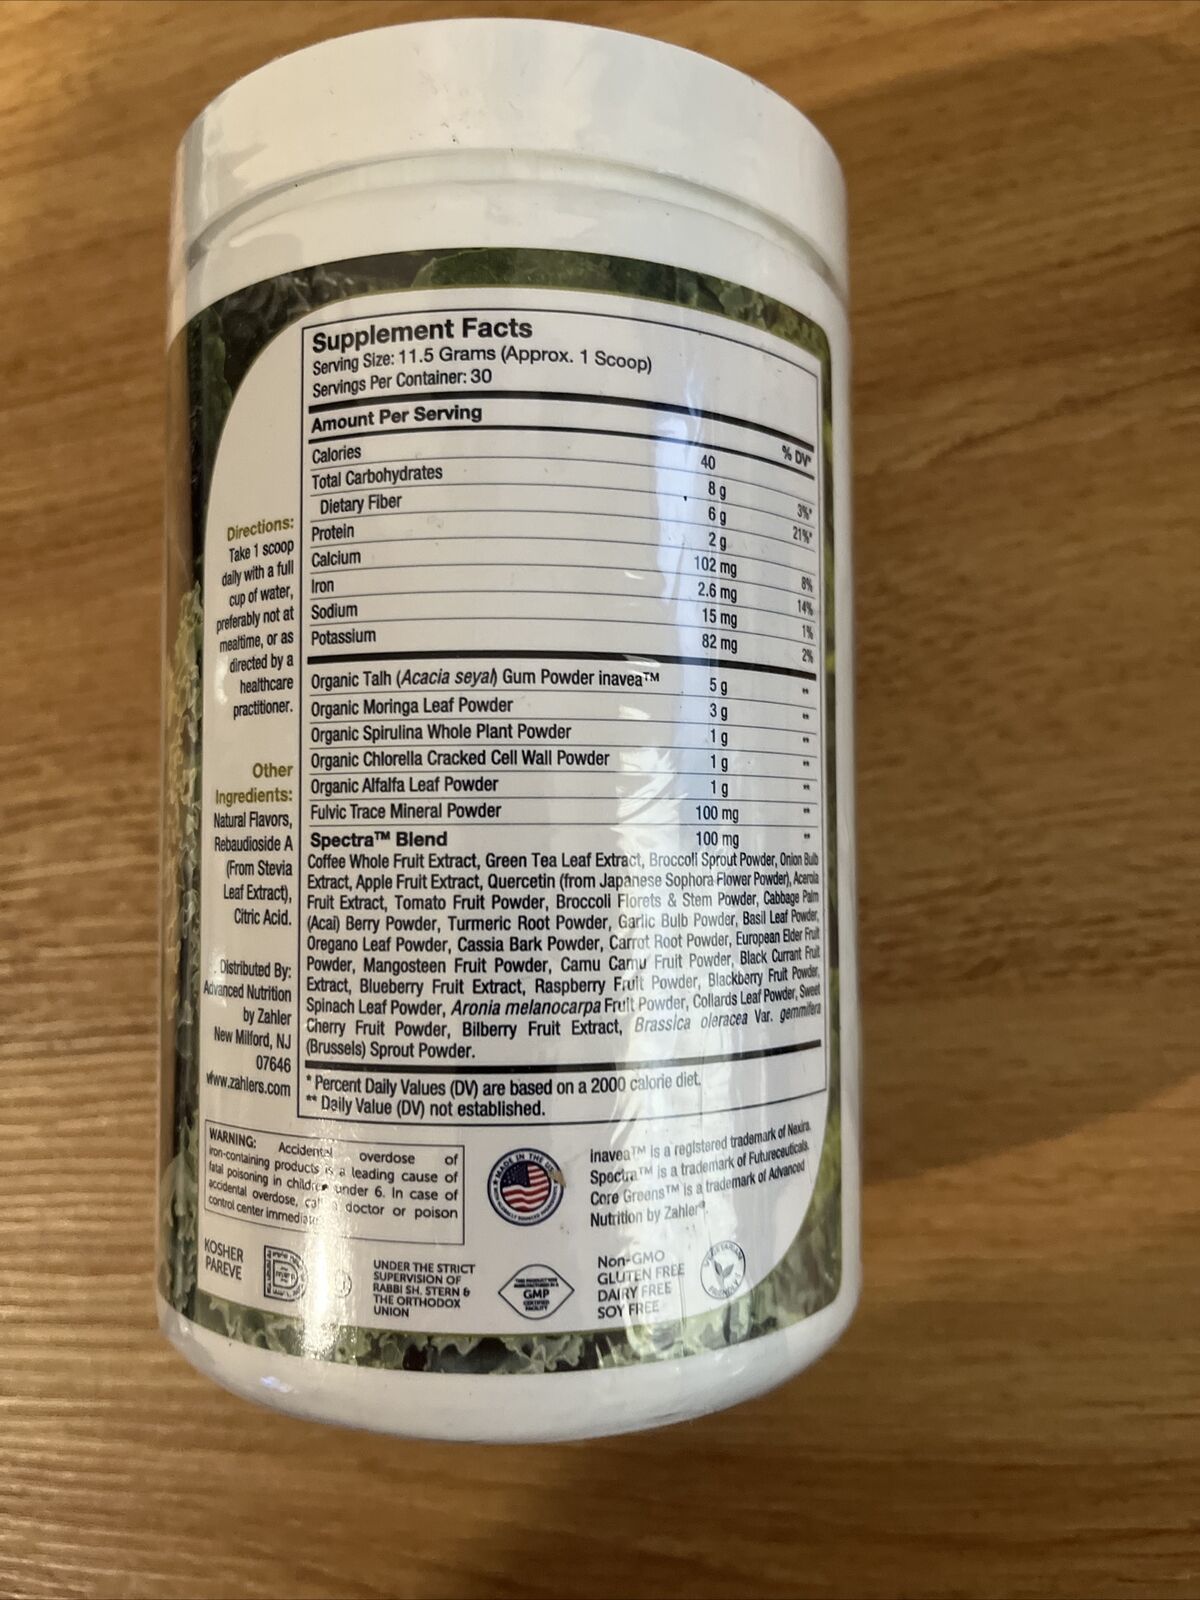 Supplement Facts
Serving Size: 11.5 Grams (Approx. 1 Scoop)
Servings Per Container: 30
Amount Per Serving
% DV*
Calories 40
Total Carbohydrates 8 g 3%*
Dietary Fiber 6 g 21%*
Protein 2 g
Calcium 102 mg 8%
Iron 2.6 mg 14%
Sodium 15 mg 1%
Potassium 82 mg 2%
Organic Talh (Acacia seyal) Gum Powder inavea™ 5 g **
Organic Moringa Leaf Powder 3 g **
Organic Spirulina Whole Plant Powder 1 g **
Organic Chlorella Cracked Cell Wall Powder 1 g **
Organic Alfalfa Leaf Powder 1 g **
Fulvic Trace Mineral Powder 100 mg **
Spectra™ Blend 100 mg **
Coffee Whole Fruit Extract, Green Tea Leaf Extract, Broccoli Sprout Powder, Onion Bulb
Extract, Apple Fruit Extract, Quercetin (from Japanese Sophora Flower Powder), Acerola
Fruit Extract, Tomato Fruit Powder, Broccoli Florets & Stem Powder, Cabbage Palm
(Acai) Berry Powder, Turmeric Root Powder, Garlic Bulb Powder, Basil Leaf Powder,
Oregano Leaf Powder, Cassia Bark Powder, Carrot Root Powder, European Elder Fruit
Powder, Mangosteen Fruit Powder, Camu Camu Fruit Powder, Black Currant Fruit
Extract, Blueberry Fruit Extract, Raspberry Fruit Powder, Blackberry Fruit Powder,
Spinach Leaf Powder, Aronia melanocarpa Fruit Powder, Collards Leaf Powder, Sweet
Cherry Fruit Powder, Bilberry Fruit Extract, Brassica oleracea Var. gemmifera
(Brussels) Sprout Powder.
* Percent Daily Values (DV) are based on a 2000 calorie diet.
** Daily Value (DV) not established.
Directions:
Take 1 scoop
daily with a full
cup of water,
preferably not at
mealtime, or as
directed by a
healthcare
practitioner.
Other
Ingredients:
Natural Flavors,
Rebaudioside A
(From Stevia
Leaf Extract),
Citric Acid.
Distributed By:
Advanced Nutrition
by Zahler
New Milford, NJ
07646
www.zahlers.com
WARNING: Accidental overdose of
iron-containing products is a leading cause of
fatal poisoning in children under 6. In case of
accidental overdose, call a doctor or poison
control center immediately
MADE IN THE USA
inavea™ is a registered trademark of Nexira.
Spectra™ is a trademark of Futureceuticals.
Core Greens™ is a trademark of Advanced
Nutrition by Zahler®.
KOSHER
PAREVE
UNDER THE STRICT
SUPERVISION OF
RABBI SH. STERN &
THE ORTHODOX
UNION
THIS PRODUCT WAS
MANUFACTURED IN A
GMP
CERTIFIED
FACILITY
Non-GMO
GLUTEN FREE
DAIRY FREE
SOY FREE
VEGETARIAN
FRIENDLY